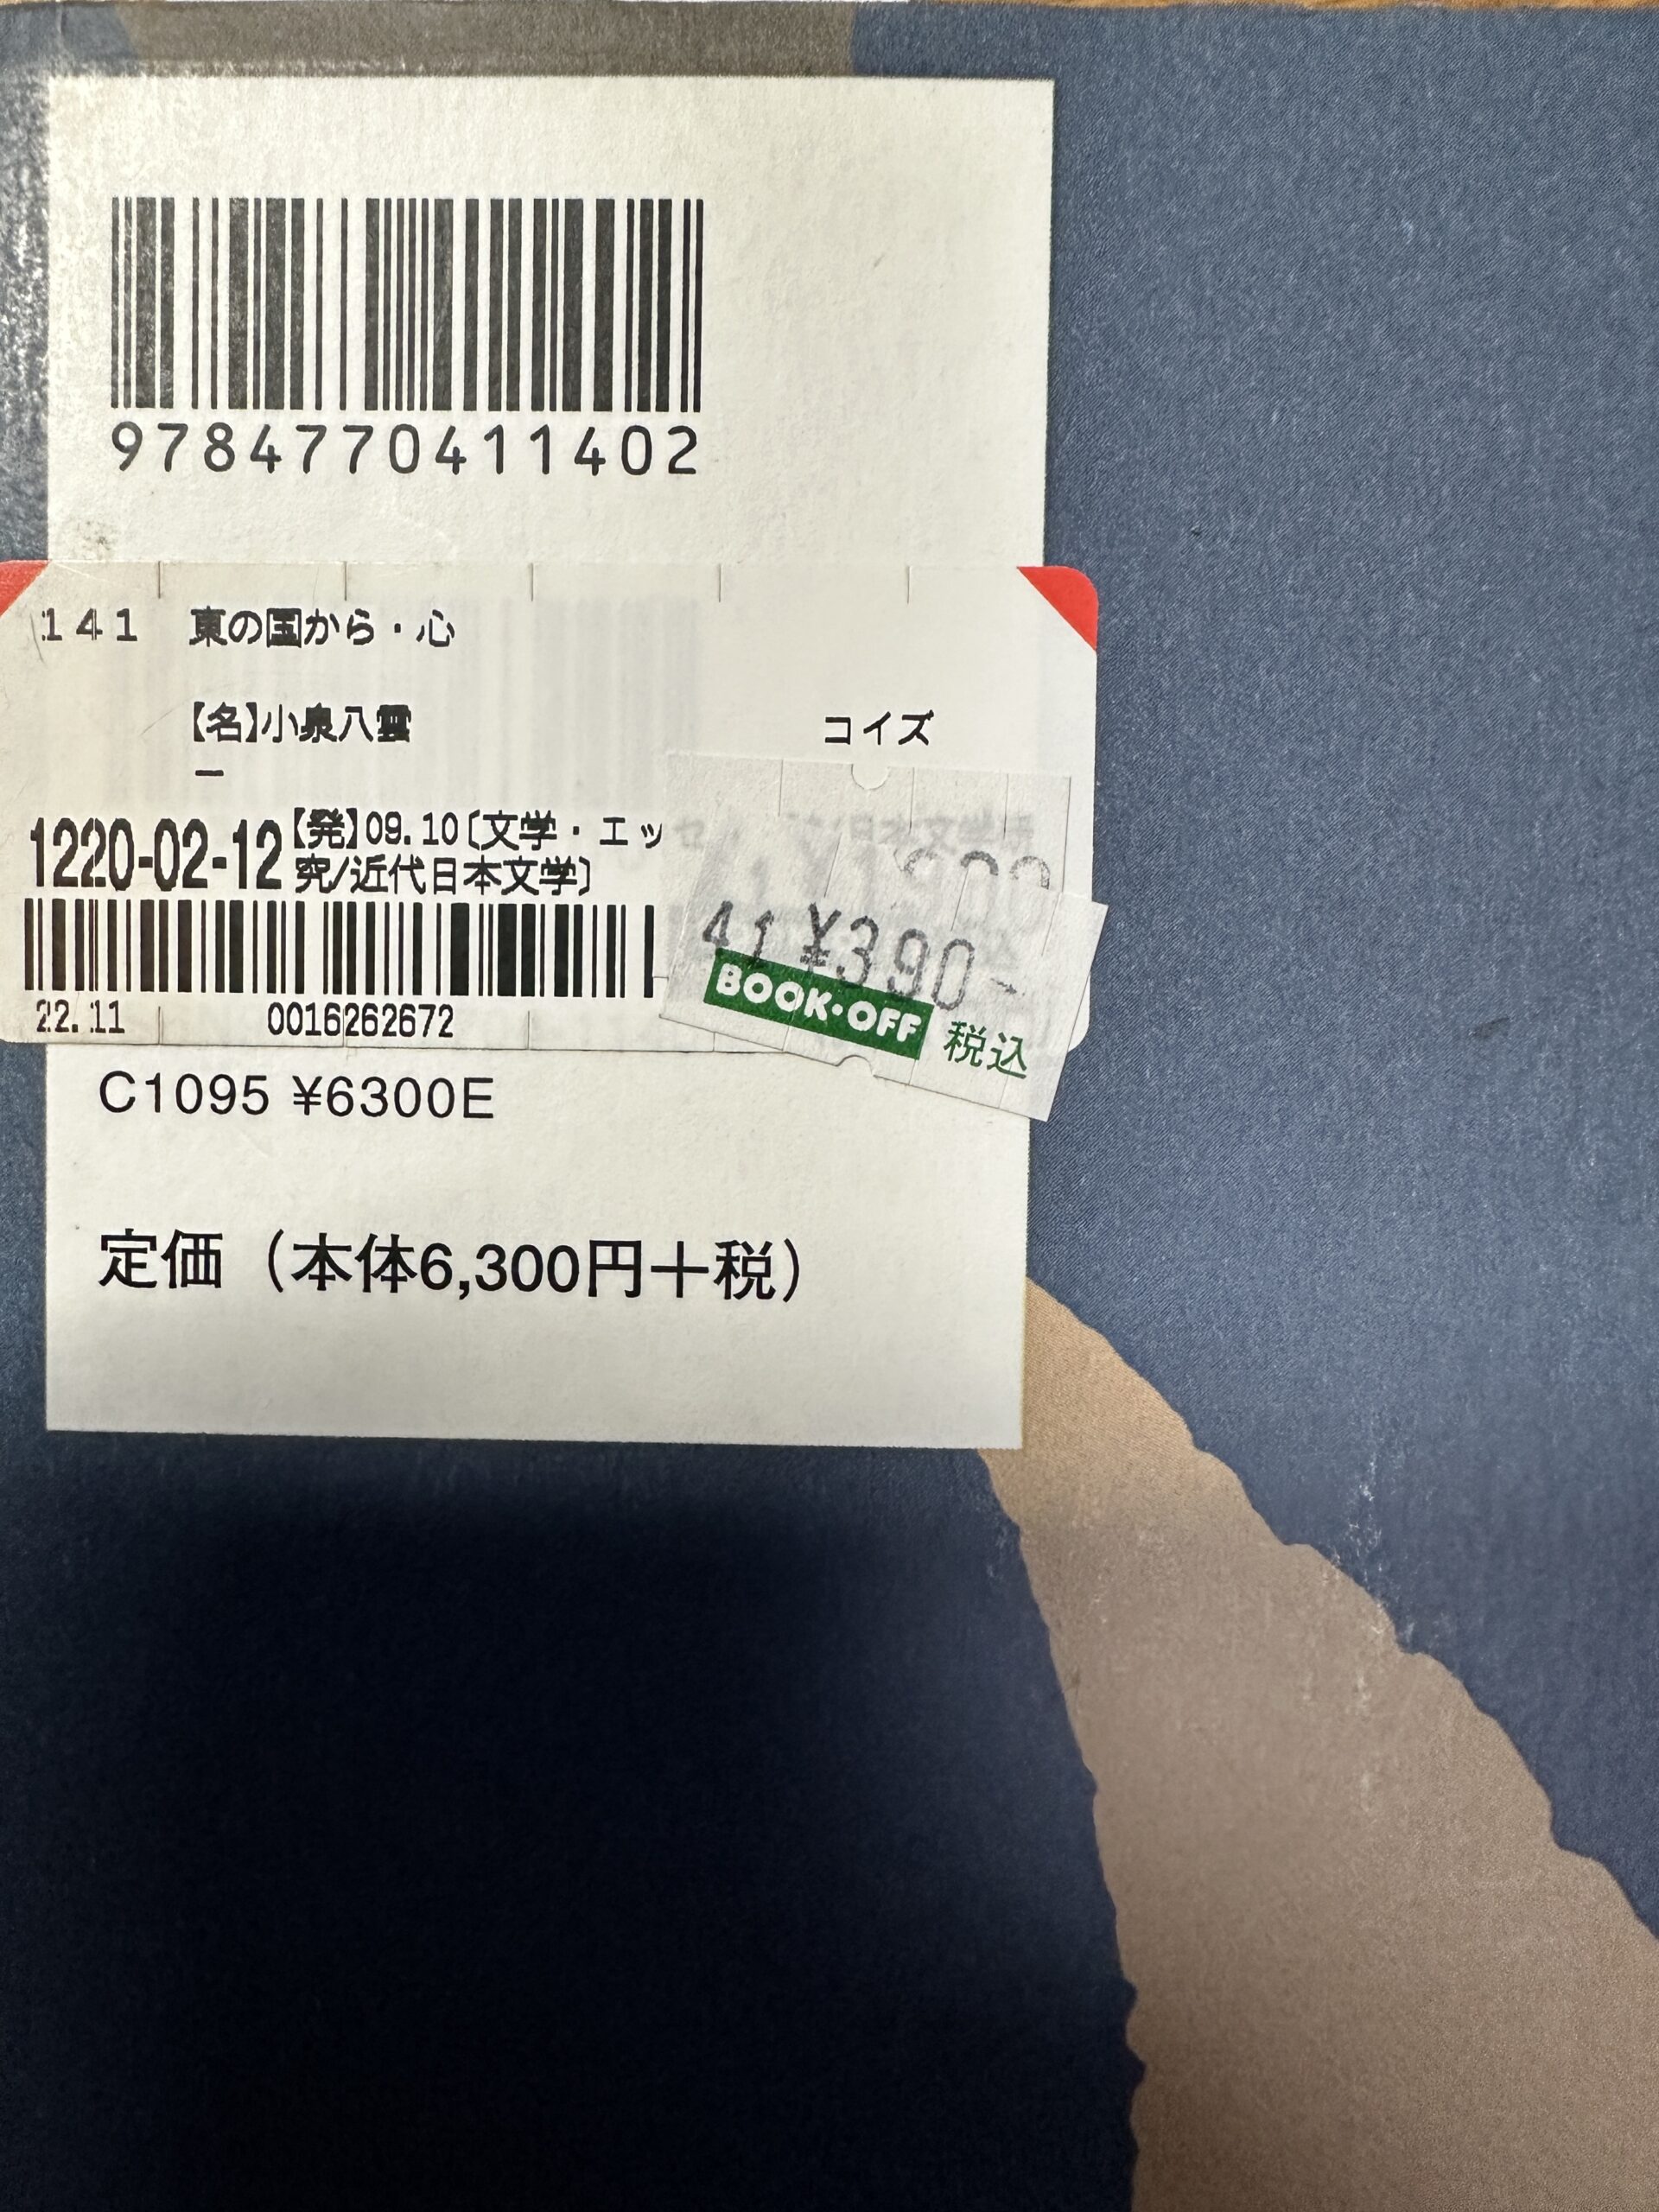 9784770411402
141 東の国から・心
【名】小泉八雲 コイズ
ー
1220-02-12
【発】09.10〔文学・エッ
究/近代日本文学〕
41 ¥390-
BOOK・OFF 税込
22.11 0016262672
C1095 ¥6300E
定価（本体6,300円＋税）